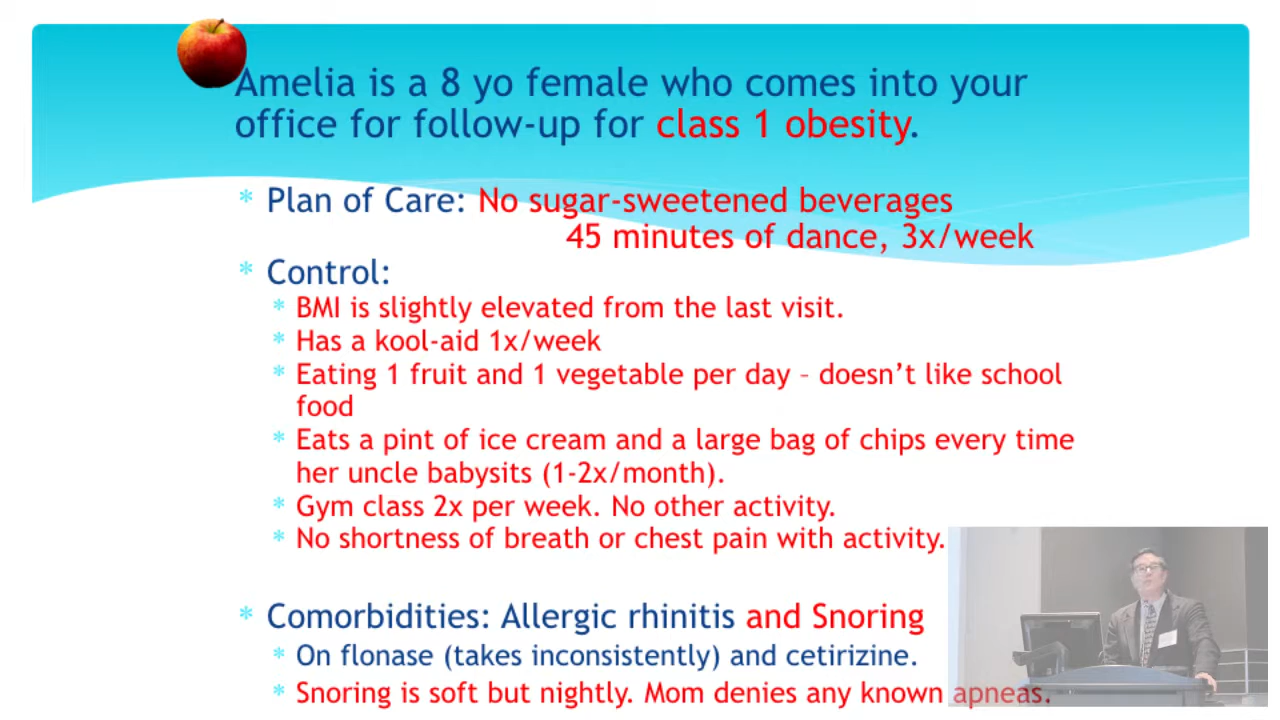 Amelia is a 8 yo female who comes into your
office for follow-up for class 1 obesity.
* Plan of Care: No sugar-sweetened beverages
45 minutes of dance, 3x/week
* Control:
* BMI is slightly elevated from the last visit.
* Has a kool-aid 1x/week
* Eating 1 fruit and 1 vegetable per day – doesn’t like school
food
* Eats a pint of ice cream and a large bag of chips every time
her uncle babysits (1-2x/month).
* Gym class 2x per week. No other activity.
* No shortness of breath or chest pain with activity.
* Comorbidities: Allergic rhinitis and Snoring
* On flonase (takes inconsistently) and cetirizine.
* Snoring is soft but nightly. Mom denies any known apneas.